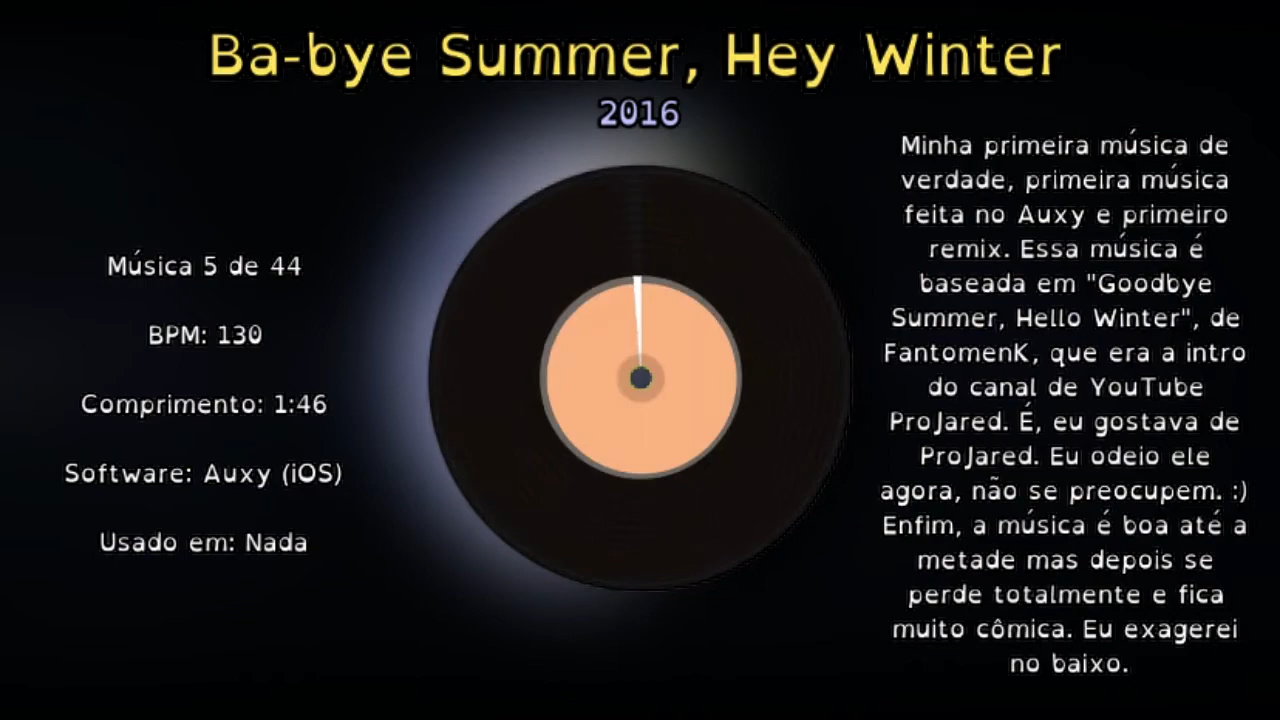 Ba-bye Summer, Hey Winter
2016
Música 5 de 44
BPM: 130
Comprimento: 1:46
Software: Auxy (iOS)
Usado em: Nada
Minha primeira música de
verdade, primeira música
feita no Auxy e primeiro
remix. Essa música é
baseada em "Goodbye
Summer, Hello Winter", de
FantomenK, que era a intro
do canal de YouTube
ProJared. É, eu gostava de
ProJared. Eu odeio ele
agora, não se preocupem. :)
Enfim, a música é boa até a
metade mas depois se
perde totalmente e fica
muito cômica. Eu exagerei
no baixo.